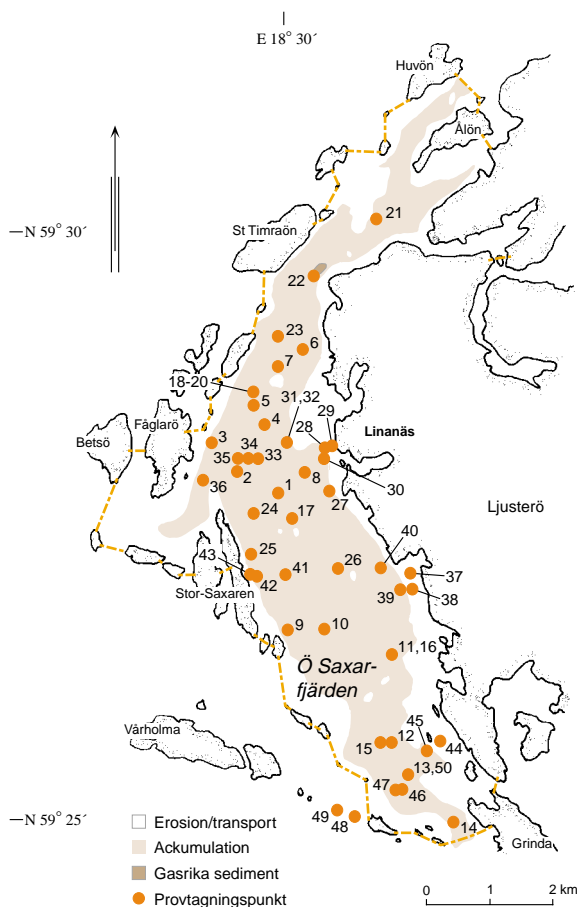 E 18° 30´
Huvön
Ålön
21
N 59° 30´
St Timraön
22
23
6
7
18-20
31,32
5
29
28
4
Linanäs
Fåglarö
3
34
Betsö
35
33
30
2
8
36
1
27
Ljusterö
24
17
40
25
26
43
41
37
Stor-Saxaren
42
39
38
9
10
Ö Saxar-
fjärden
11,16
45
Vårholma
15
12
44
13,50
47
46
N 59° 25´
49
48
14
Grinda
Erosion/transport
Ackumulation
Gasrika sediment
Provtagningspunkt
0 1 2 km